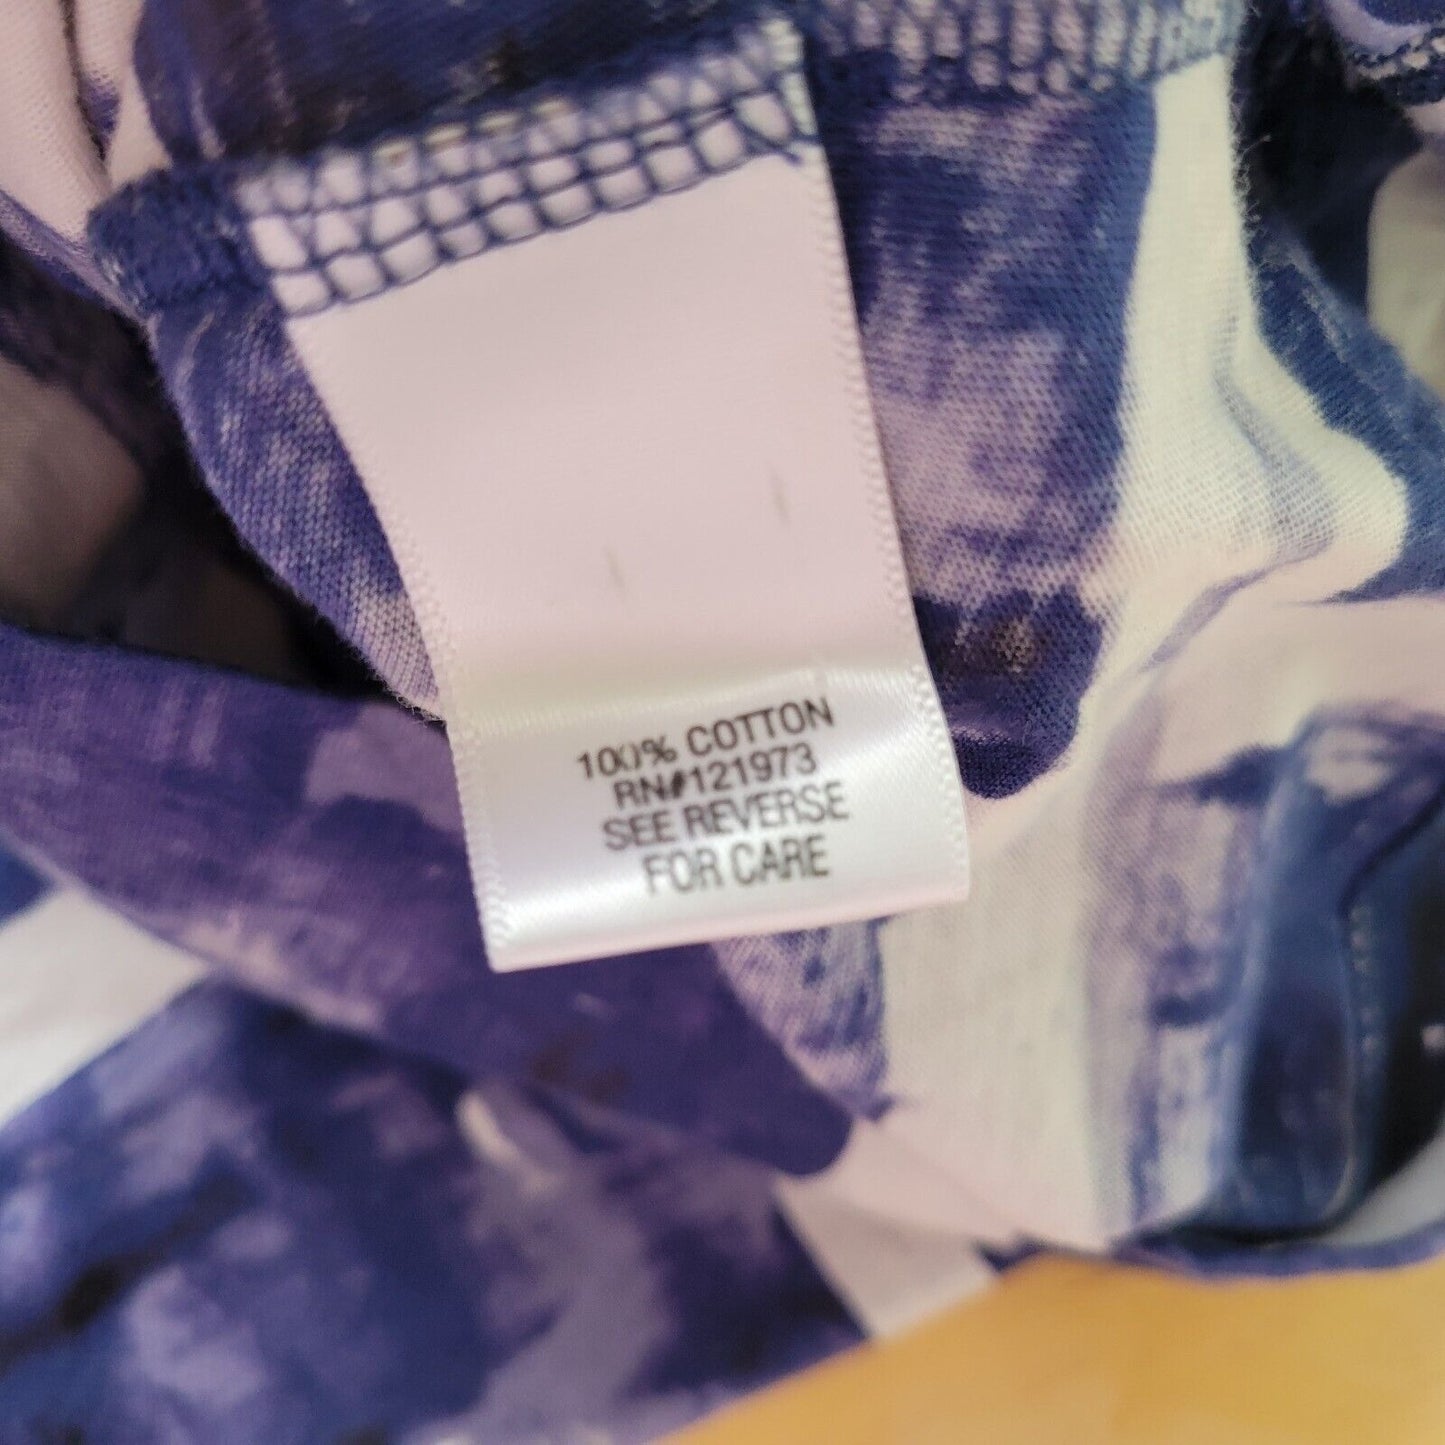 100% COTTON
RN#121973
SEE REVERSE
FOR CARE